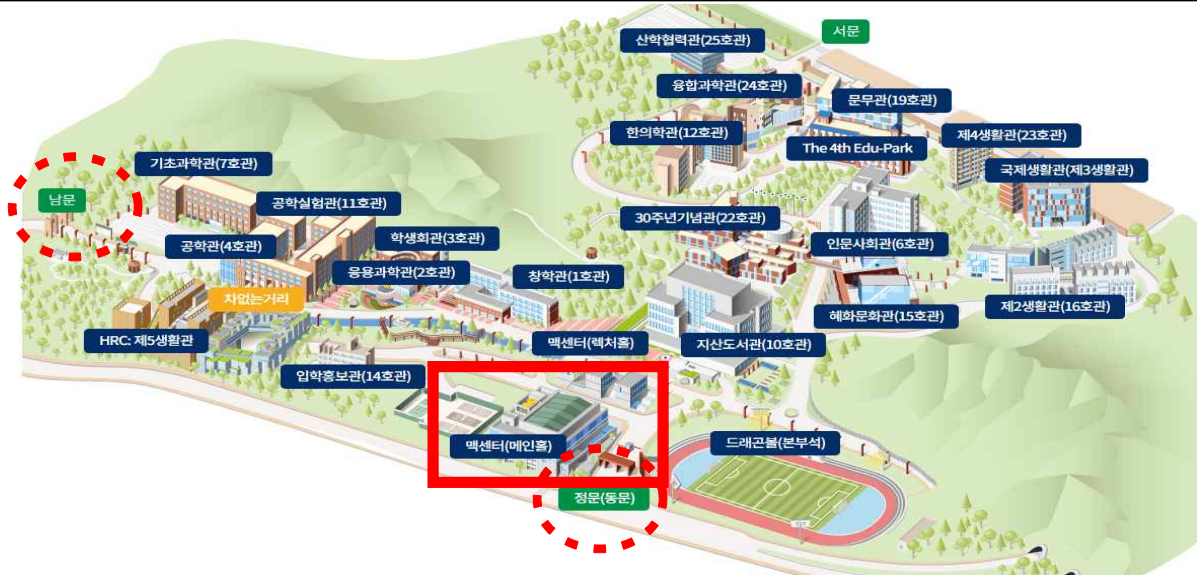 산학협력관(25호관)
서문
융합과학관(24호관)
문무관(19호관)
한의학관(12호관)
The 4th Edu-Park
제4생활관(23호관)
국제생활관(제3생활관)
기초과학관(7호관)
남문
공학실험관(11호관)
30주년기념관(22호관)
공학관(4호관)
학생회관(3호관)
인문사회관(6호관)
응용과학관(2호관)
창학관(1호관)
차없는거리
제2생활관(16호관)
혜화문화관(15호관)
HRC: 제5생활관
맥센터(렉처홀)
지산도서관(10호관)
입학홍보관(14호관)
맥센터(메인홀)
드래곤볼(본부석)
정문(동문)